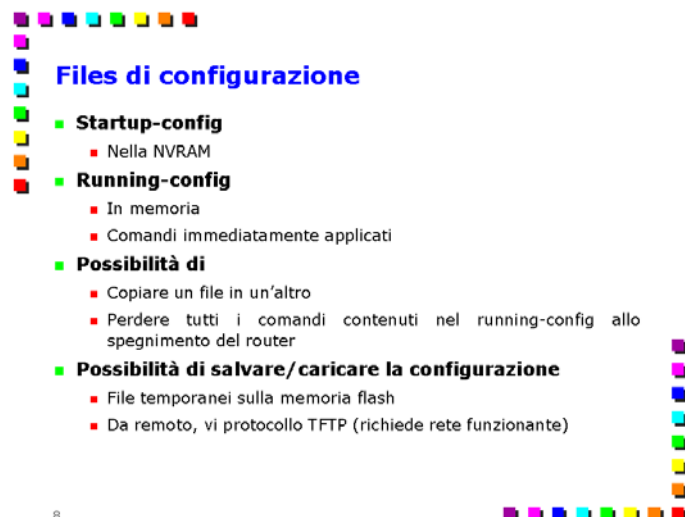 Files di configurazione
Startup-config
Nella NVRAM
Running-config
In memoria
Comandi immediatamente applicati
Possibilità di
Copiare un file in un'altro
Perdere tutti i comandi contenuti nel running-config allo
spegnimento del router
Possibilità di salvare/caricare la configurazione
File temporanei sulla memoria flash
Da remoto, vi protocollo TFTP (richiede rete funzionante)
8